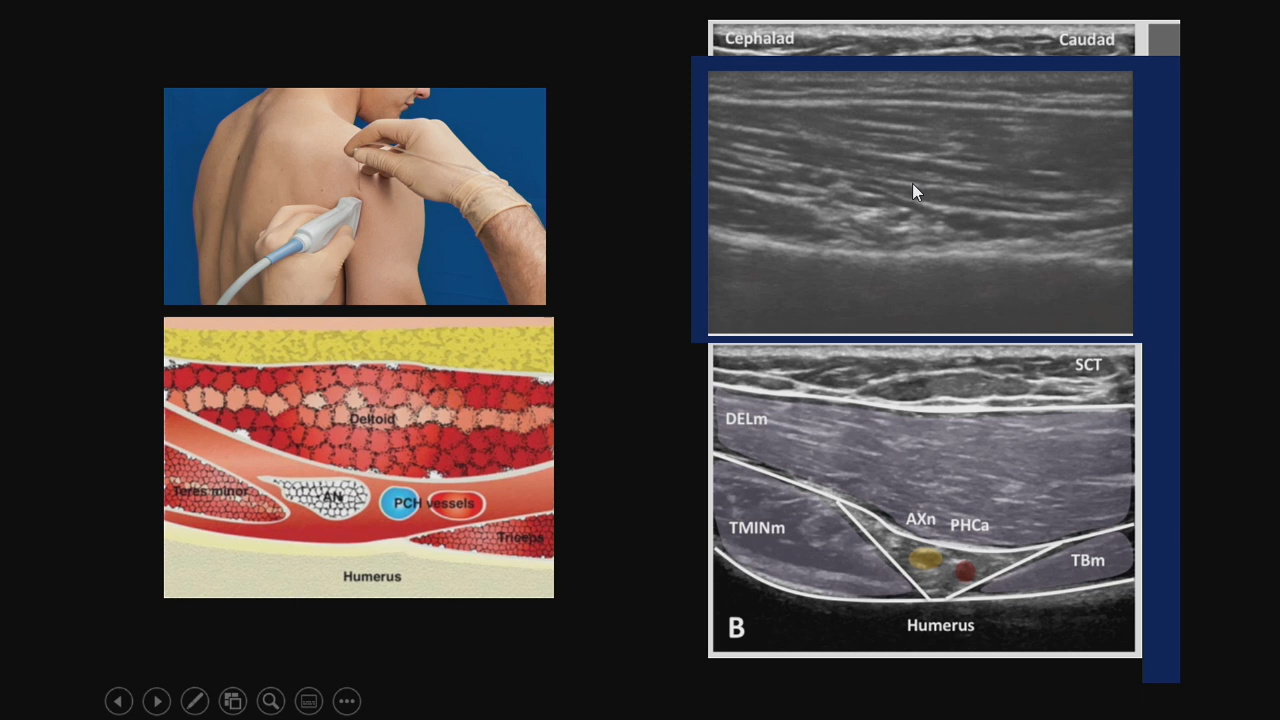 Cephalad
Caudad
Deltoid
Teres minor
AN
PCH vessels
Triceps
Humerus
SCT
DELm
AXn
PHCa
TMINm
TBm
Humerus
B